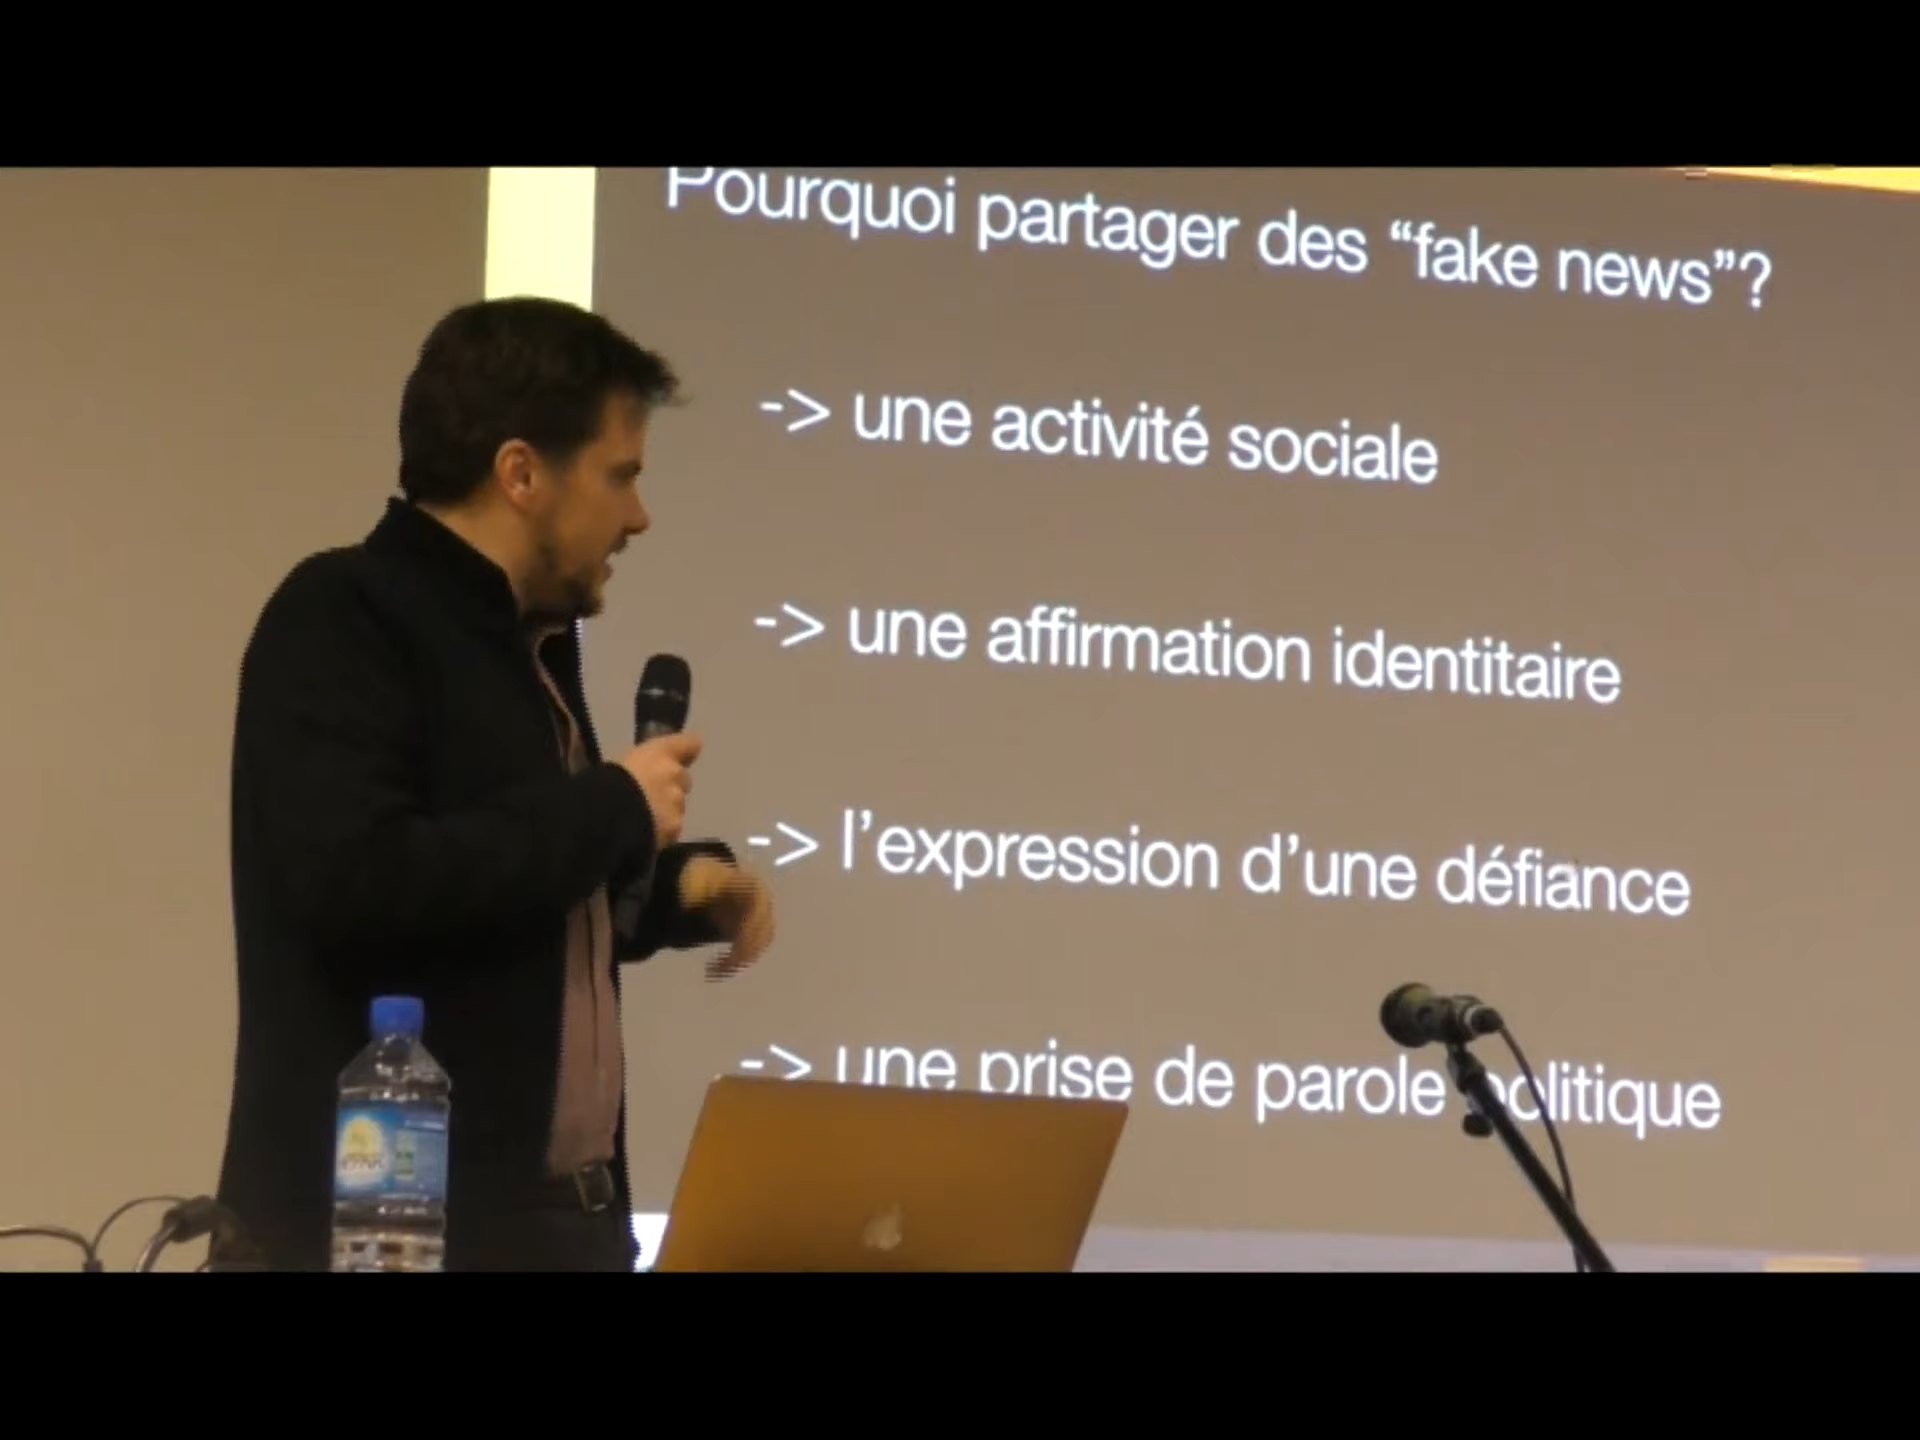 Pourquoi partager des “fake news”?
-> une activité sociale
-> une affirmation identitaire
-> l’expression d’une défiance
-> une prise de parole politique